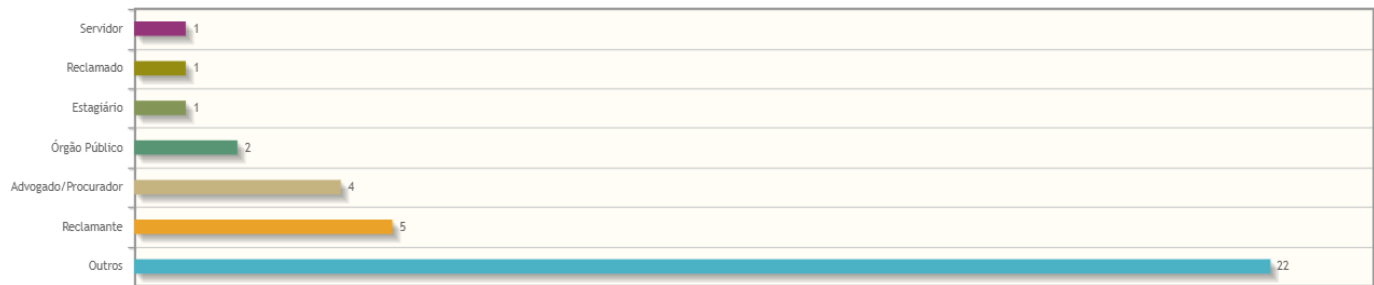 Servidor 1
Reclamado 1
Estagiário 1
Órgão Público 2
Advogado/Procurador 4
Reclamante 5
Outros 22